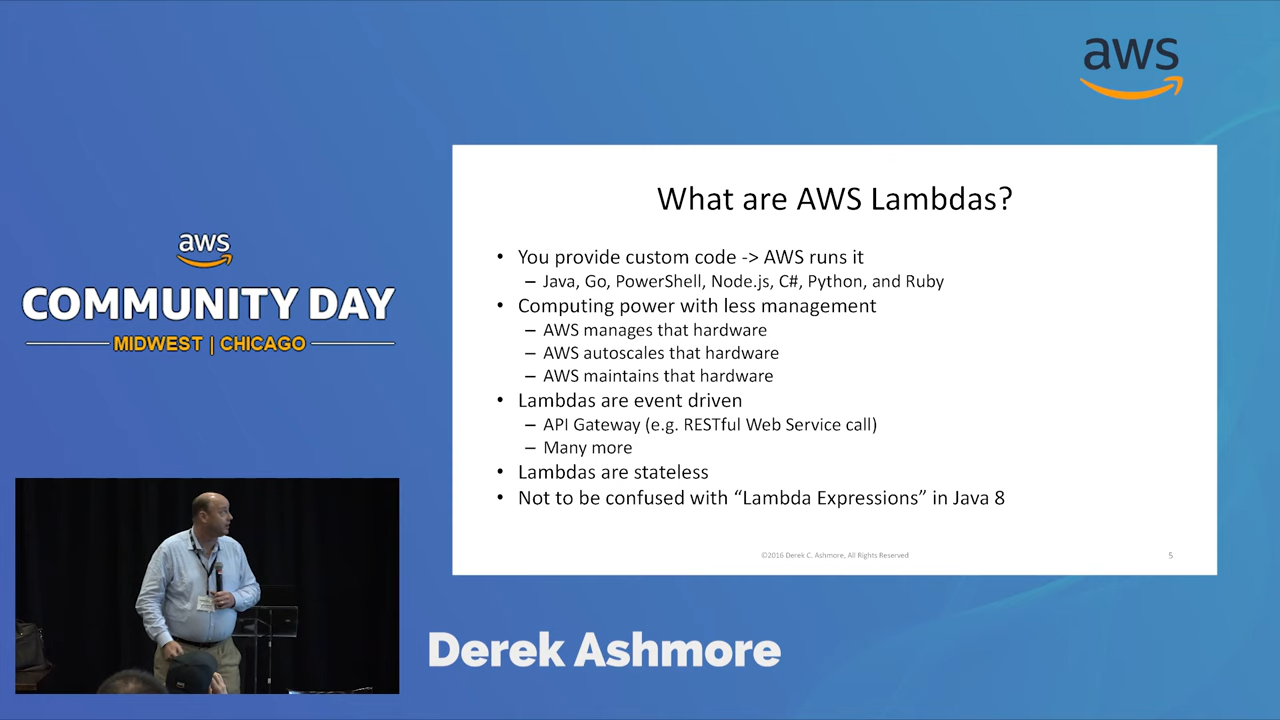 aws
aws
COMMUNITY DAY
MIDWEST | CHICAGO
What are AWS Lambdas?
• You provide custom code -> AWS runs it
– Java, Go, PowerShell, Node.js, C#, Python, and Ruby
• Computing power with less management
– AWS manages that hardware
– AWS autoscales that hardware
– AWS maintains that hardware
• Lambdas are event driven
– API Gateway (e.g. RESTful Web Service call)
– Many more
• Lambdas are stateless
• Not to be confused with “Lambda Expressions” in Java 8
©2016 Derek C. Ashmore, All Rights Reserved
5
Derek Ashmore